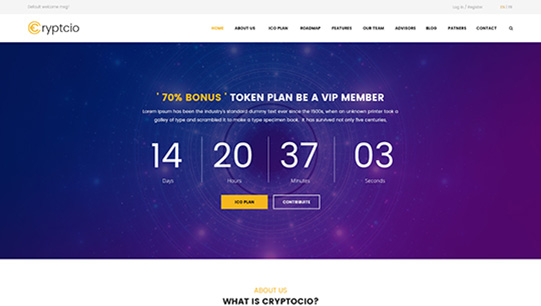 Default welcome msg!
Log in / Register
EN / FR
Cryptcio
HOME ABOUT US ICO PLAN ROADMAP FEATURES OUR TEAM ADVISORS BLOG PATNERS CONTACT
' 70% BONUS ' TOKEN PLAN BE A VIP MEMBER
Lorem Ipsum has been the industry's standard dummy text ever since the 1500s, when an unknown printer took a
galley of type and scrambled it to make a type specimen book. It has survived not only five centuries,
14 20 37 03
Days Hours Minutes Seconds
ICO PLAN CONTRIBUTE
ABOUT US
WHAT IS CRYPTOCIO?